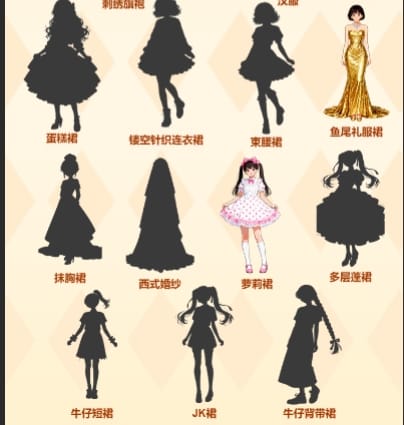 刺绣旗袍
汉服
蛋糕裙
镂空针织连衣裙
束腰裙
鱼尾礼服裙
抹胸裙
西式婚纱
萝莉裙
多层蓬裙
牛仔短裙
JK裙
牛仔背带裙